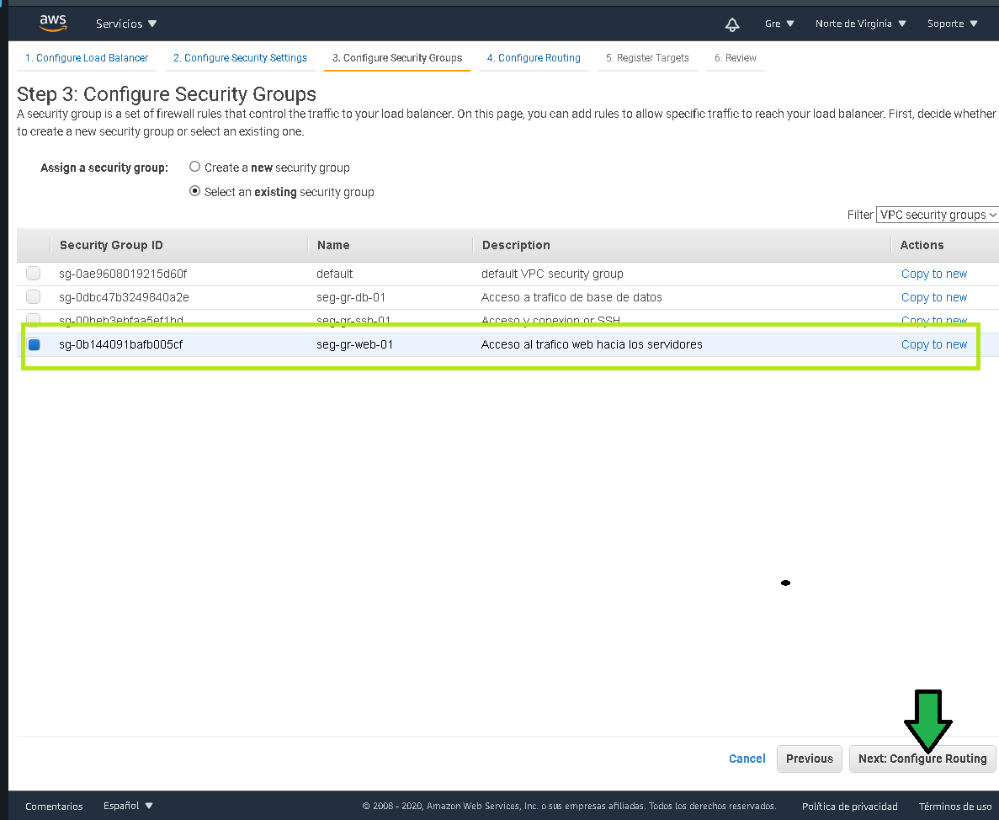 aws Servicios Gre Norte de Virginia Soporte
1. Configure Load Balancer 2. Configure Security Settings 3. Configure Security Groups 4. Configure Routing 5. Register Targets 6. Review
Step 3: Configure Security Groups
A security group is a set of firewall rules that control the traffic to your load balancer. On this page, you can add rules to allow specific traffic to reach your load balancer. First, decide whether
to create a new security group or select an existing one.
Assign a security group: Create a new security group
Select an existing security group
Filter VPC security groups
Security Group ID Name Description Actions
sg-0ae9608019215d60f default default VPC security group Copy to new
sg-0dbc47b3249840a2e seg-gr-db-01 Acceso a trafico de base de datos Copy to new
seg-gr-ssh-01 Acceso y conexion or SSH Copy to new
sg-0b144091bafb005cf seg-gr-web-01 Acceso al trafico web hacia los servidores Copy to new
Cancel Previous Next: Configure Routing
Comentarios Español © 2008 - 2020, Amazon Web Services, Inc. o sus empresas afiliadas. Todos los derechos reservados. Política de privacidad Términos de uso